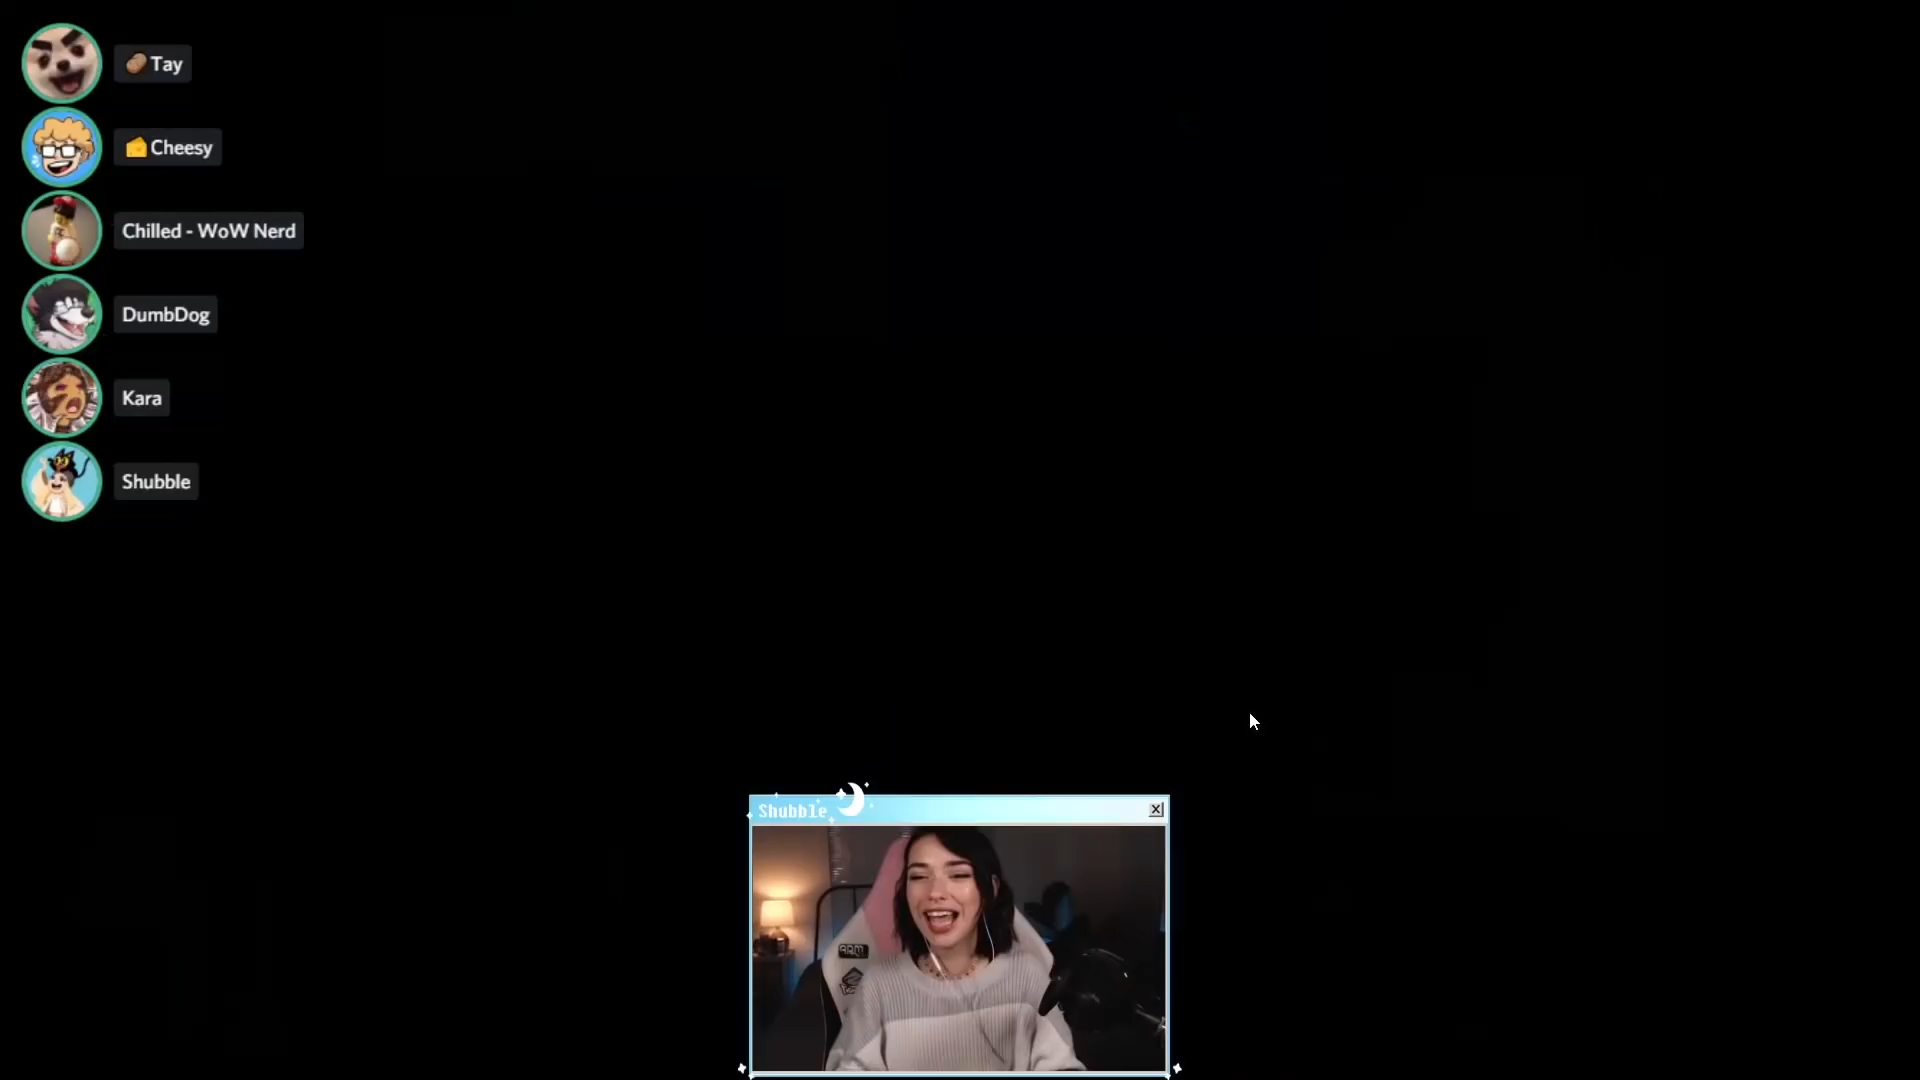 Tay
Cheesy
Chilled - WoW Nerd
DumbDog
Kara
Shubble
Shubble